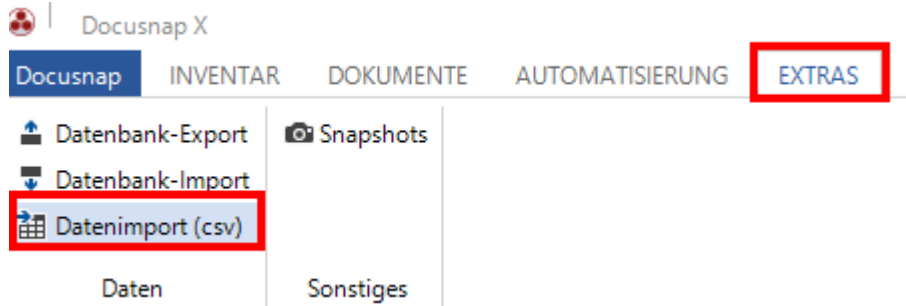 Docusnap X
Docusnap INVENTAR DOKUMENTE AUTOMATISIERUNG EXTRAS
Datenbank-Export Snapshots
Datenbank-Import
Datenimport (csv)
Daten Sonstiges